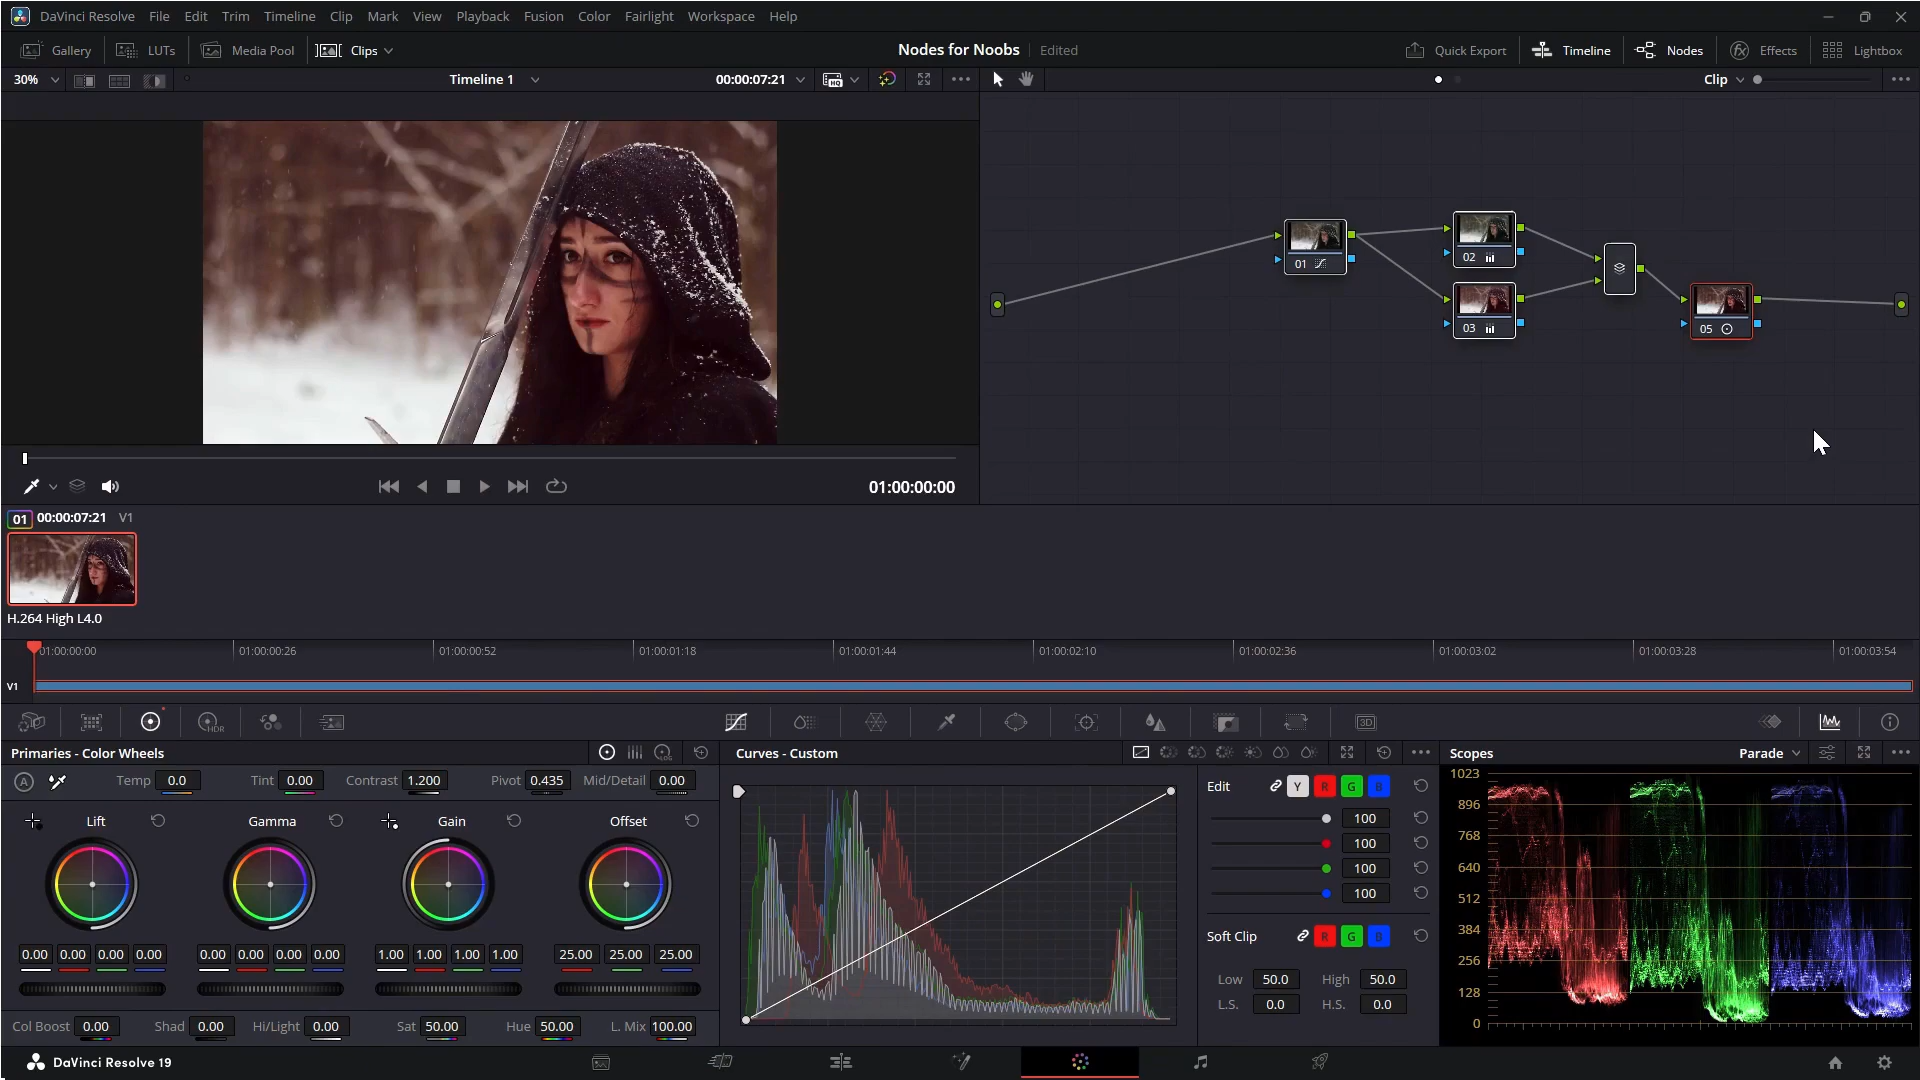 DaVinci Resolve File Edit Trim Timeline Clip Mark View Playback Fusion Color Fairlight Workspace Help
Gallery LUTs Media Pool Clips Nodes for Noobs Edited Quick Export Timeline Nodes Effects Lightbox
30% Timeline 1 00:00:07:21 HQ Clip
01
02
03
05
01:00:00:00
01 00:00:07:21 V1
H.264 High L4.0
01:00:00:00 01:00:00:26 01:00:00:52 01:00:01:18 01:00:01:44 01:00:02:10 01:00:02:36 01:00:03:02 01:00:03:28 01:00:03:54
V1
HDR 3D
Primaries - Color Wheels LOG Curves - Custom Scopes Parade
A Temp 0.0 Tint 0.00 Contrast 1.200 Pivot 0.435 Mid/Detail 0.00
Lift Gamma Gain Offset
0.00 0.00 0.00 0.00 0.00 0.00 0.00 0.00 1.00 1.00 1.00 1.00 25.00 25.00 25.00
Col Boost 0.00 Shad 0.00 Hi/Light 0.00 Sat 50.00 Hue 50.00 L. Mix 100.00
Edit Y R G B
100
100
100
100
Soft Clip R G B
Low 50.0 High 50.0
L.S. 0.0 H.S. 0.0
1023
896
768
640
512
384
256
128
0
DaVinci Resolve 19